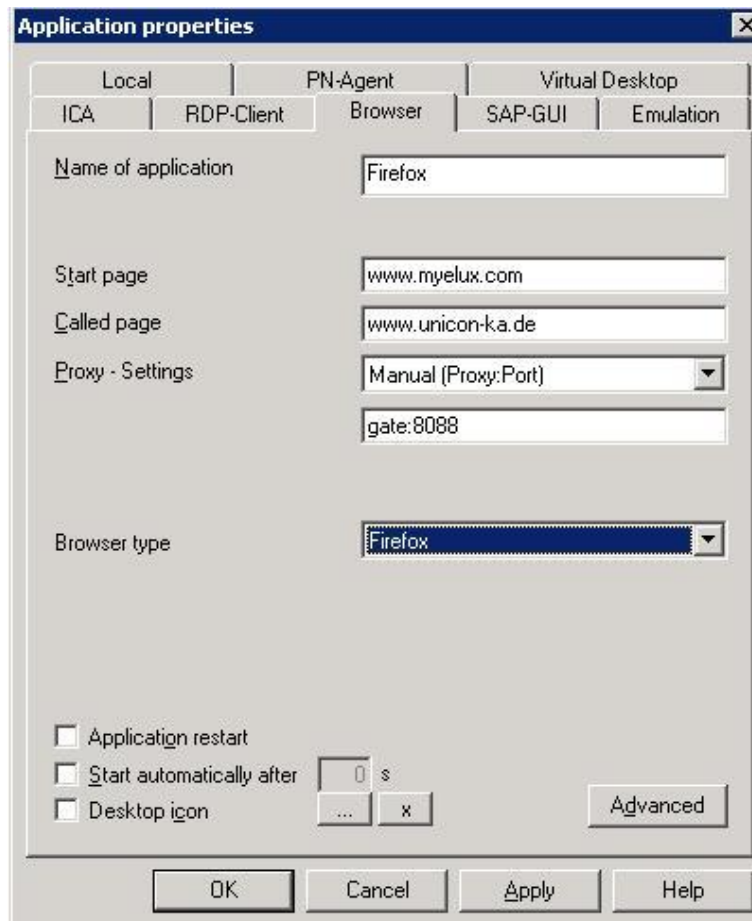 Application properties
Local PN-Agent Virtual Desktop
ICA RDP-Client Browser SAP-GUI Emulation
Name of application Firefox
Start page www.myelux.com
Called page www.unicon-ka.de
Proxy - Settings Manual (Proxy:Port)
gate:8088
Browser type Firefox
Application restart
Start automatically after 0 s
Desktop icon ... x
Advanced
OK Cancel Apply Help